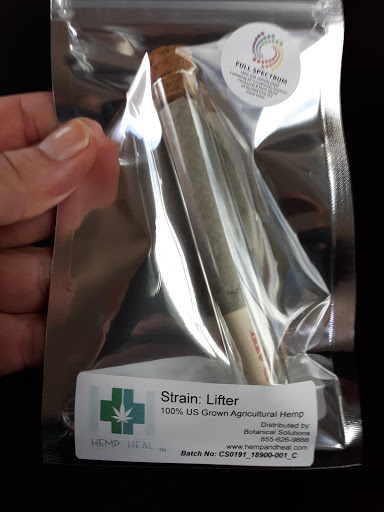 FULL SPECTRUM
Strain: Lifter
100% US Grown Agricultural Hemp
Distributed by:
Botanical Solutions
855-626-9888
www.hempandheal.com
Batch No: CS0191_18900-001_C
HEMP HEAL ™